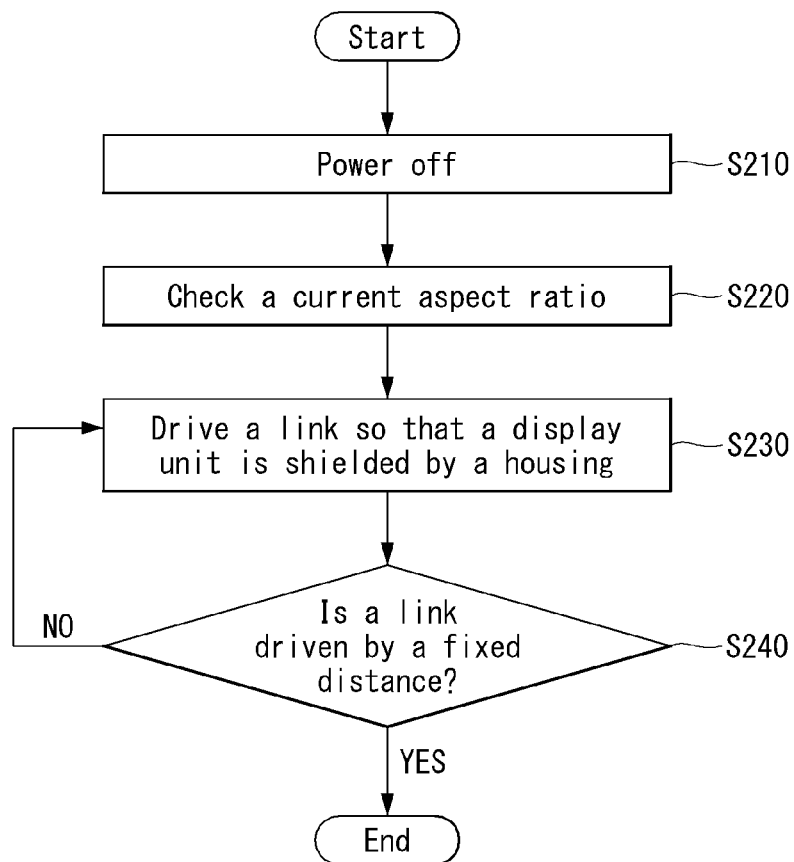 Start
Power off
S210
Check a current aspect ratio
S220
Drive a link so that a display
unit is shielded by a housing
S230
Is a link
driven by a fixed
distance?
S240
NO
YES
End